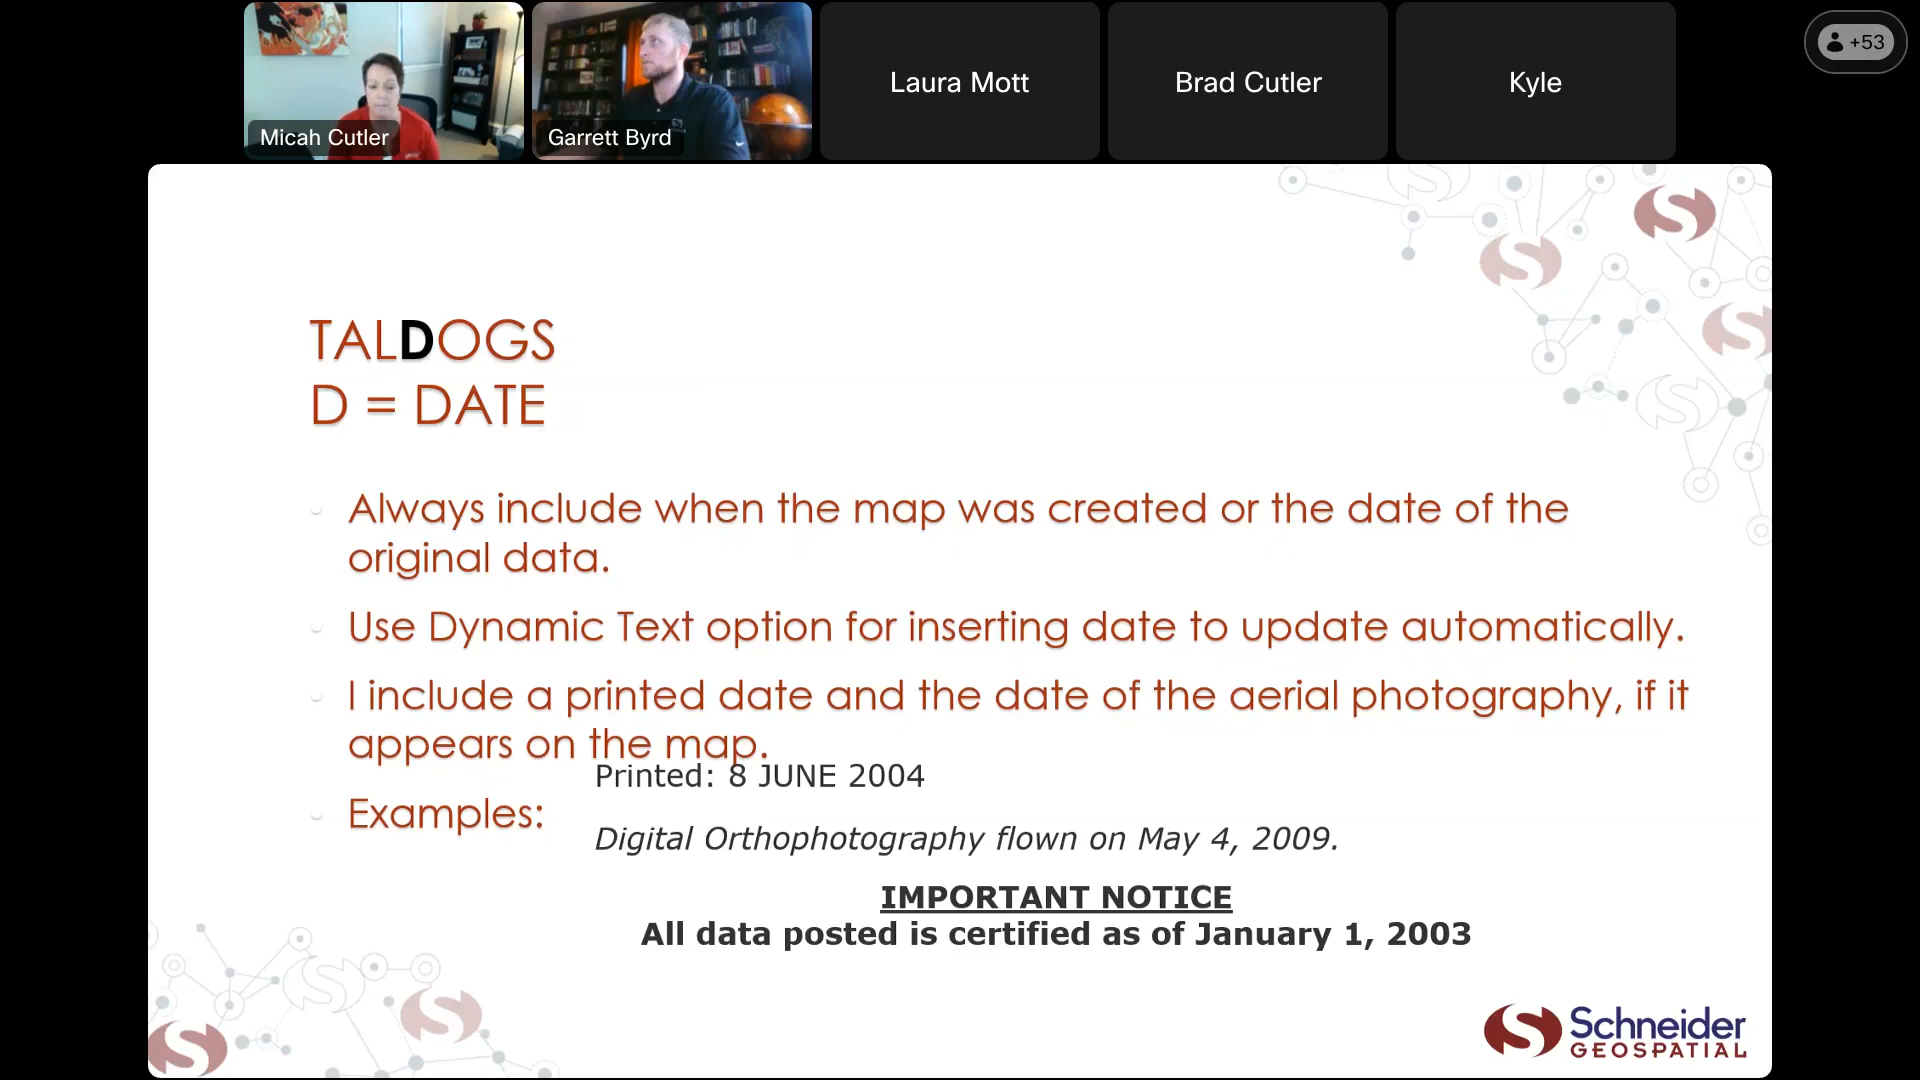 Micah Cutler
Garrett Byrd
Laura Mott
Brad Cutler
Kyle
+53
TALDOGS
D = DATE
Always include when the map was created or the date of the
original data.
Use Dynamic Text option for inserting date to update automatically.
I include a printed date and the date of the aerial photography, if it
appears on the map.
Printed: 8 JUNE 2004
Examples:
Digital Orthophotography flown on May 4, 2009.
IMPORTANT NOTICE
All data posted is certified as of January 1, 2003
Schneider
GEOSPATIAL